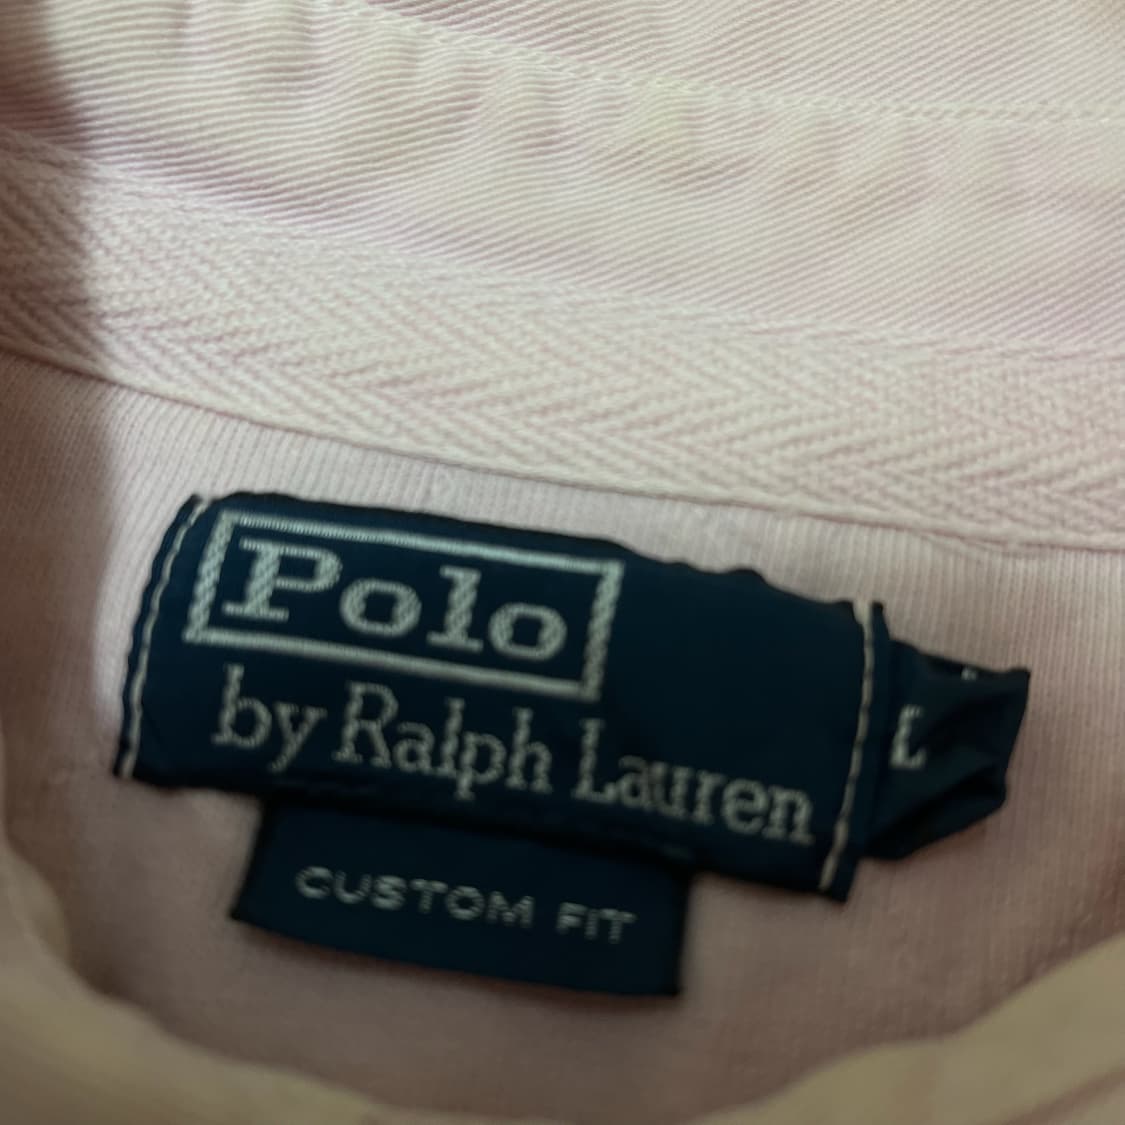 Polo
by Ralph Lauren
L
CUSTOM FIT